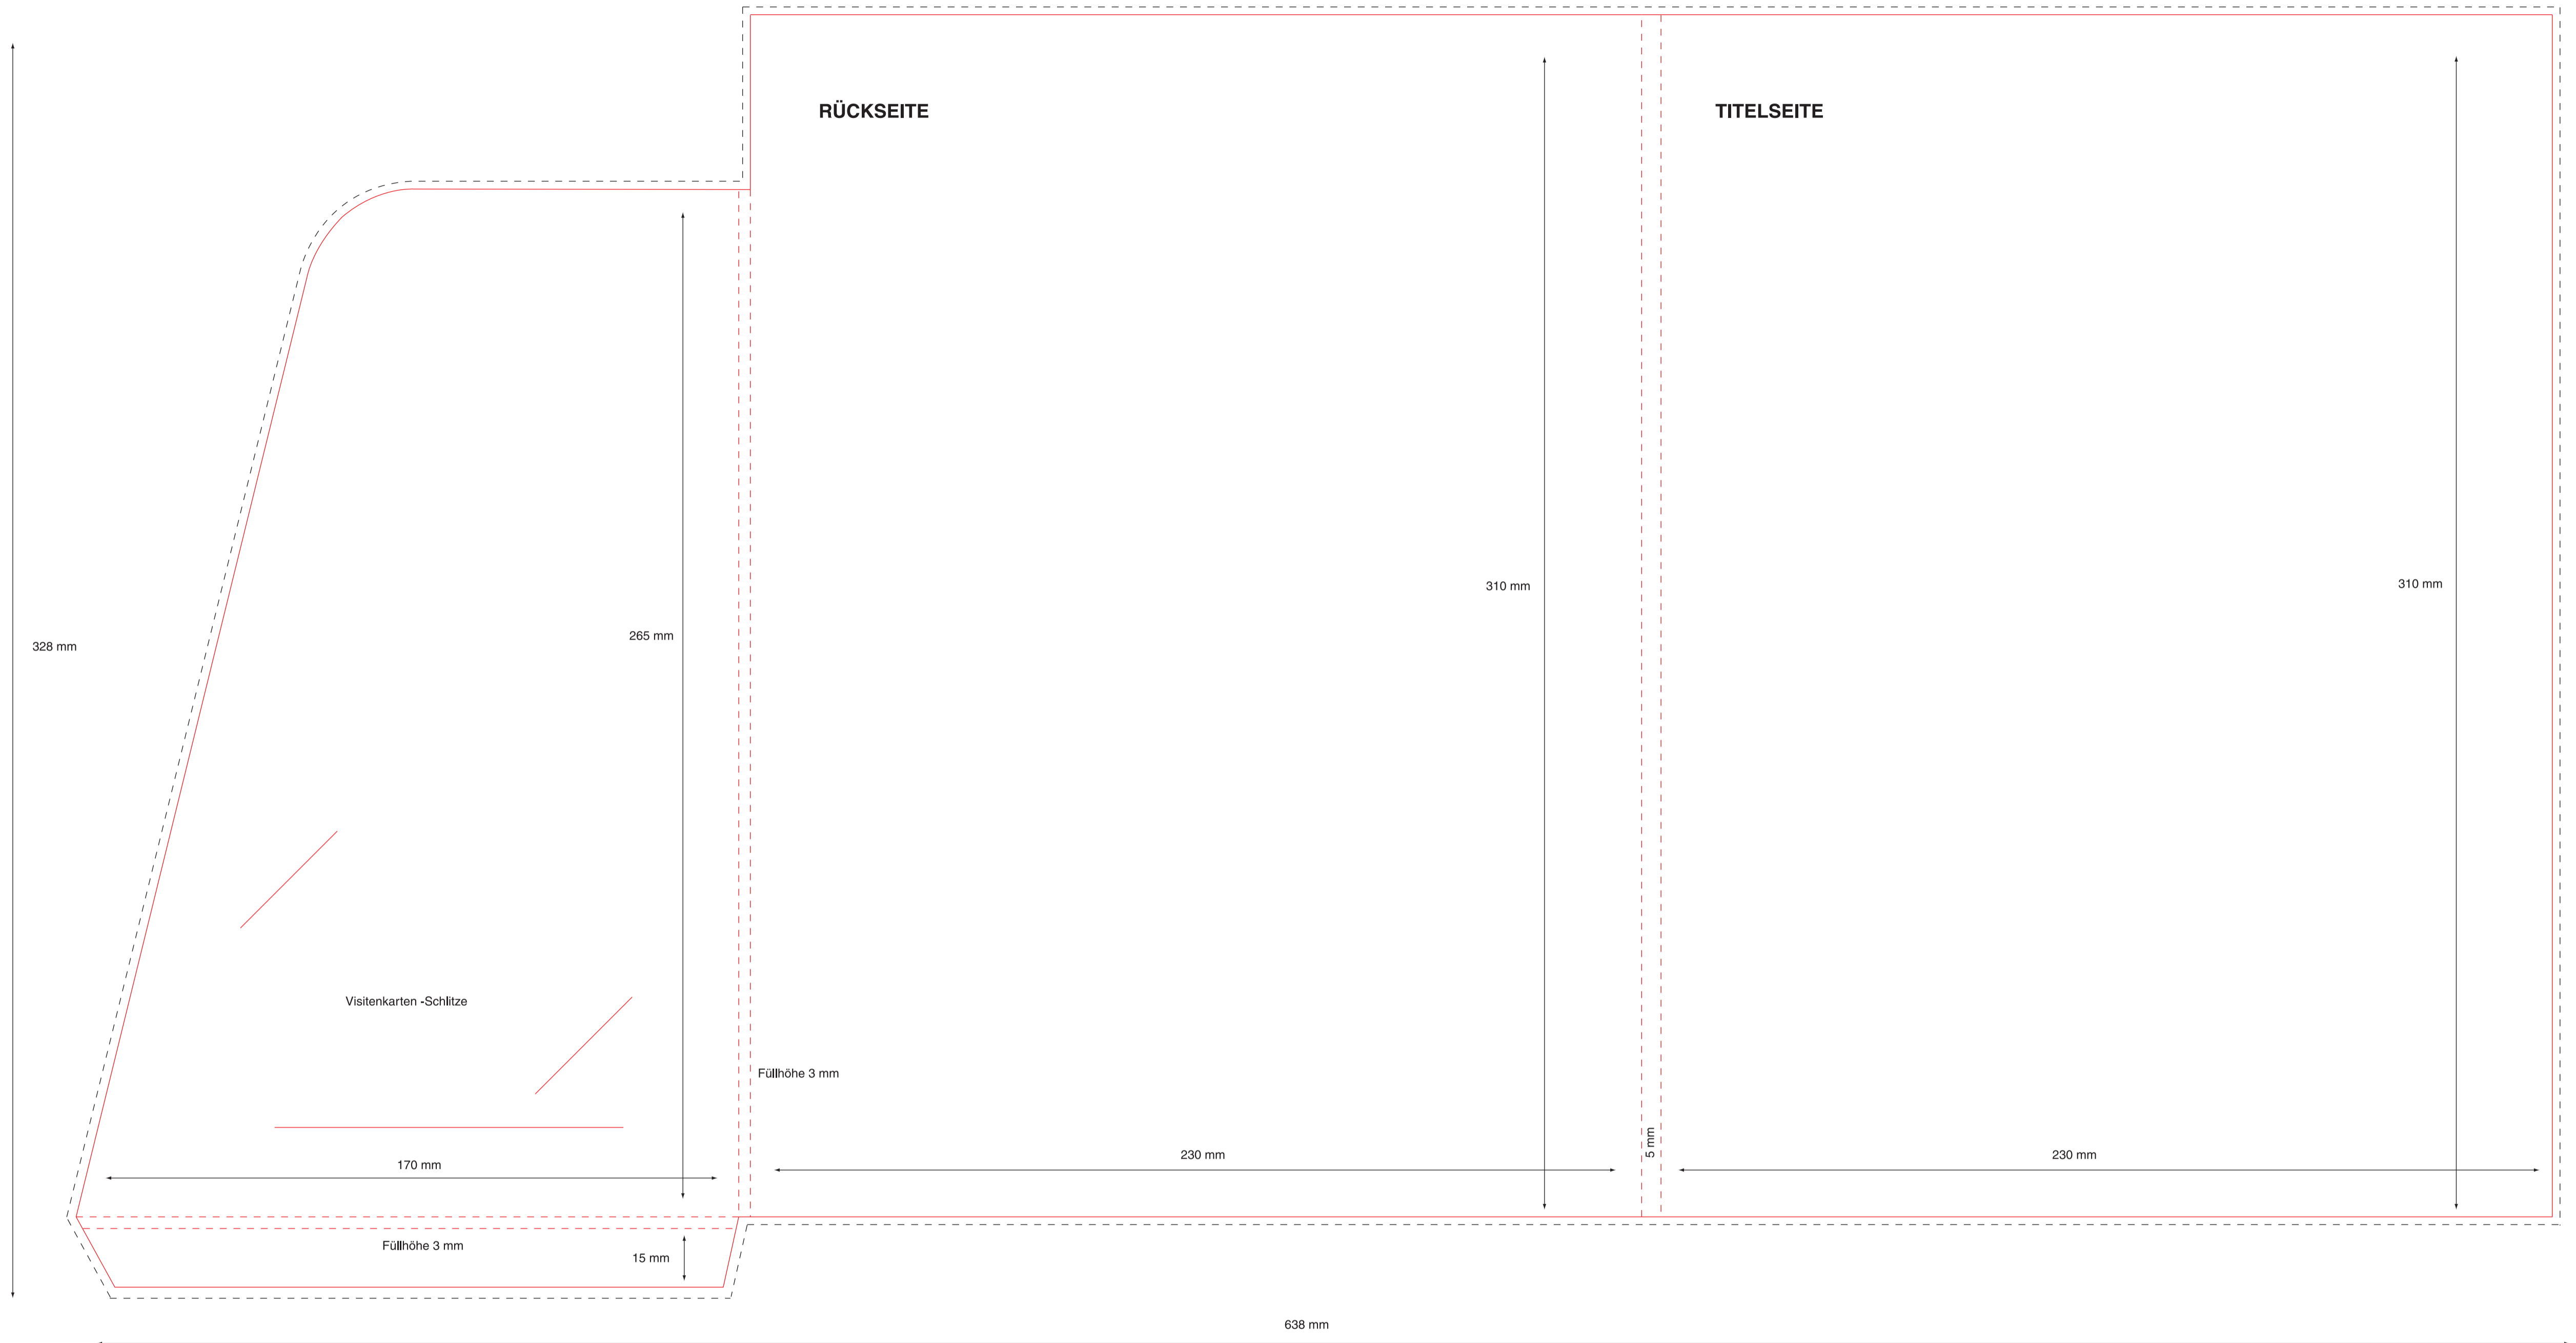 RÜCKSEITE
TITELSEITE
328 mm
265 mm
310 mm
310 mm
Visitenkarten -Schlitze
Füllhöhe 3 mm
170 mm
230 mm
5 mm
230 mm
Füllhöhe 3 mm
15 mm
638 mm